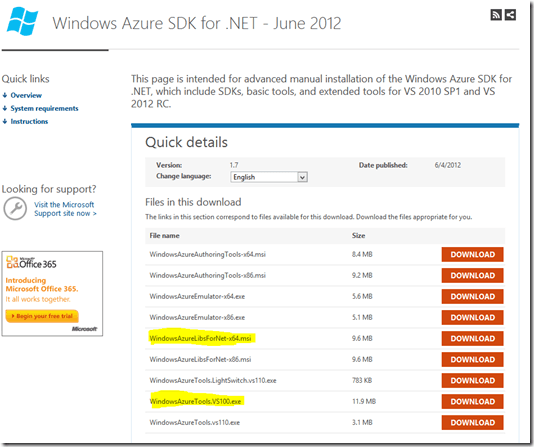 Windows Azure SDK for .NET - June 2012
Quick links
Overview
System requirements
Instructions
This page is intended for advanced manual installation of the Windows Azure SDK for
.NET, which include SDKs, basic tools, and extended tools for VS 2010 SP1 and VS
2012 RC.
Quick details
Version: 1.7 Date published: 6/4/2012
Change language: English
Looking for support?
Visit the Microsoft
Support site now >
Files in this download
The links in this section correspond to files available for this download. Download the files appropriate for you.
File name Size
WindowsAzureAuthoringTools-x64.msi 8.4 MB DOWNLOAD
WindowsAzureAuthoringTools-x86.msi 9.2 MB DOWNLOAD
WindowsAzureEmulator-x64.exe 5.6 MB DOWNLOAD
WindowsAzureEmulator-x86.exe 5.1 MB DOWNLOAD
WindowsAzureLibsForNet-x64.msi 9.6 MB DOWNLOAD
WindowsAzureLibsForNet-x86.msi 9.6 MB DOWNLOAD
WindowsAzureTools.LightSwitch.vs110.exe 783 KB DOWNLOAD
WindowsAzureTools.VS100.exe 11.9 MB DOWNLOAD
WindowsAzureTools.vs110.exe 3.1 MB DOWNLOAD
Microsoft
Office 365
Introducing
Microsoft Office 365.
It all works together.
Begin your free trial
Microsoft